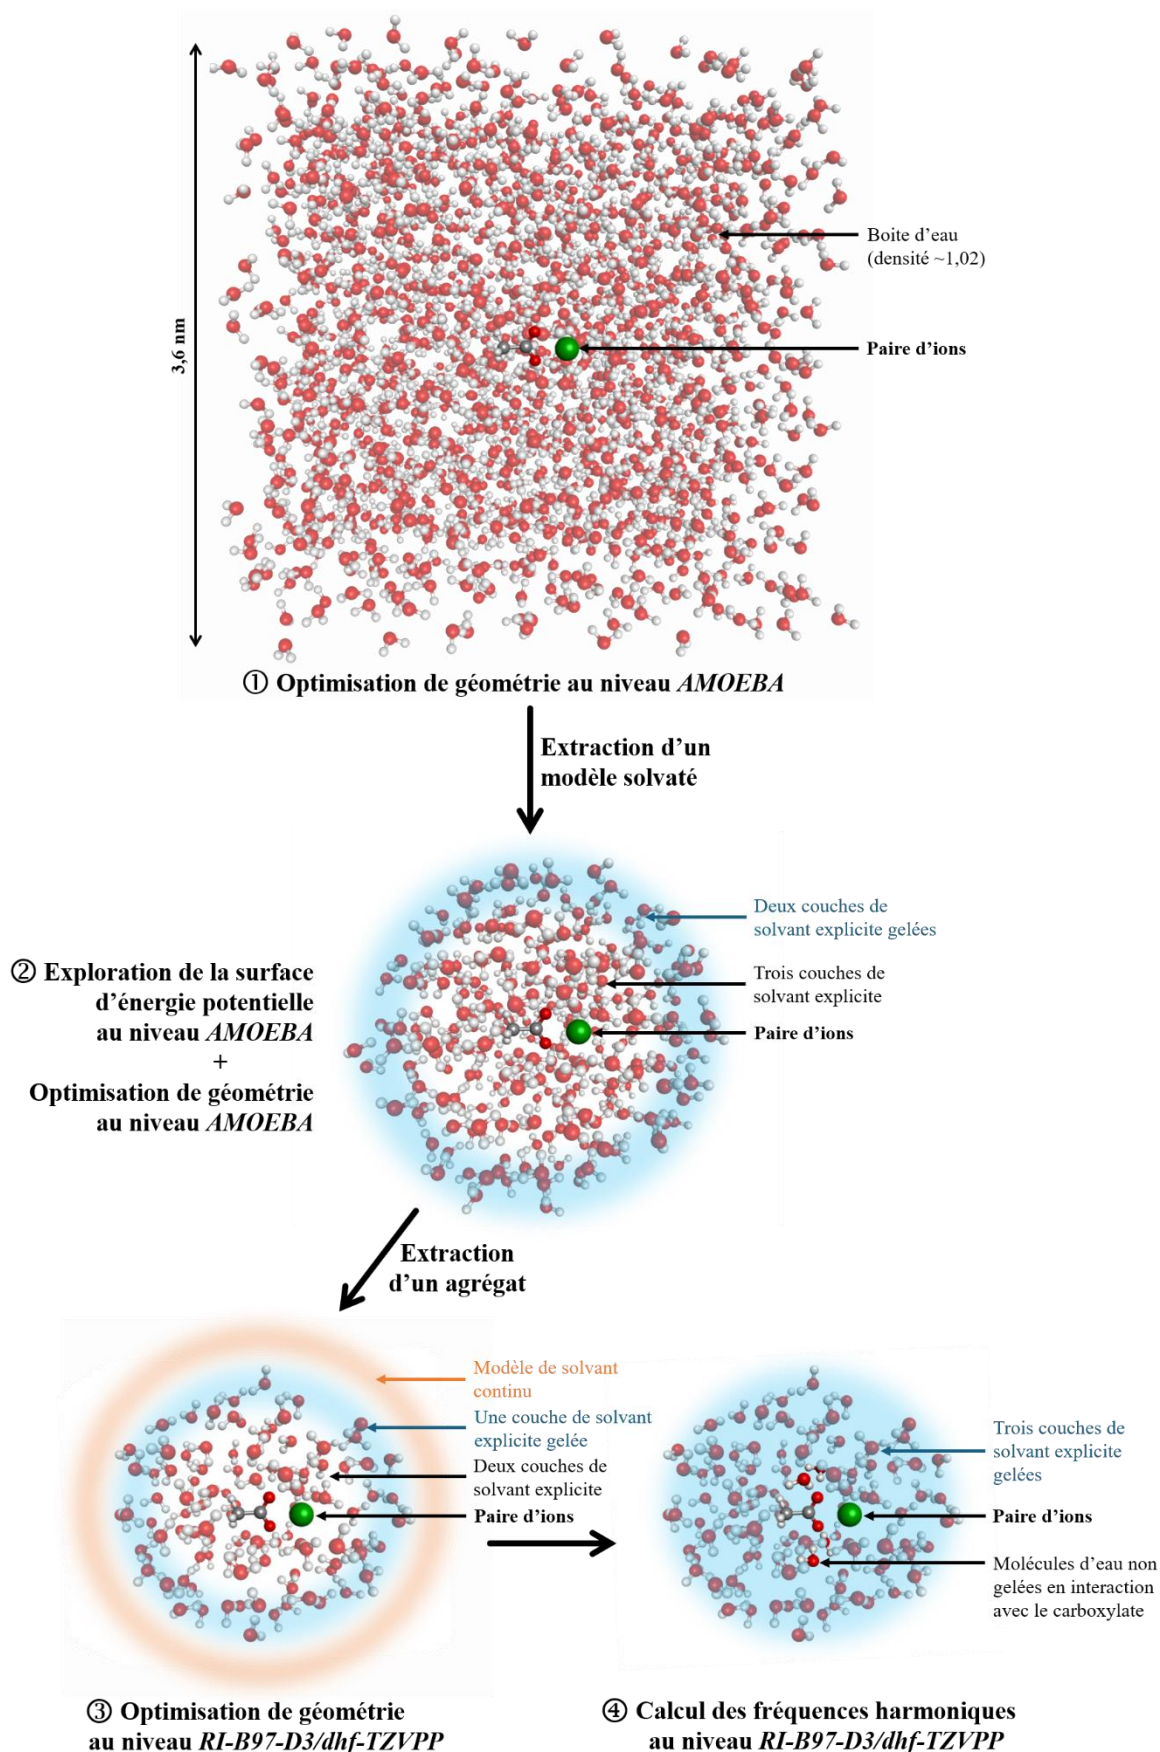 3,6 nm
Boite d'eau
(densité ~1,02)
Paire d'ions
① Optimisation de géométrie au niveau AMOEBA
Extraction d'un
modèle solvaté
Deux couches de
solvant explicite gelées
Trois couches de
solvant explicite
Paire d'ions
② Exploration de la surface
d'énergie potentielle
au niveau AMOEBA
+
Optimisation de géométrie
au niveau AMOEBA
Extraction
d'un agrégat
Modèle de solvant
continu
Une couche de solvant
explicite gelée
Deux couches de
solvant explicite
Paire d'ions
③ Optimisation de géométrie
au niveau RI-B97-D3/dhf-TZVPP
Trois couches de
solvant explicite
gelées
Paire d'ions
Molécules d'eau non
gelées en interaction
avec le carboxylate
④ Calcul des fréquences harmoniques
au niveau RI-B97-D3/dhf-TZVPP